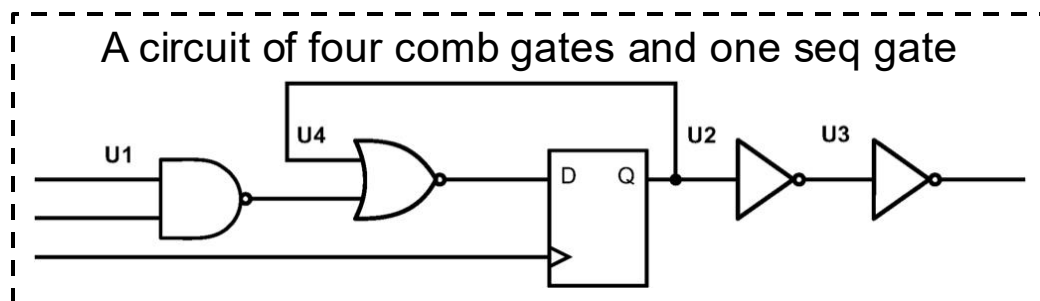 A circuit of four comb gates and one seq gate
U4 U2 U3
U1
D Q